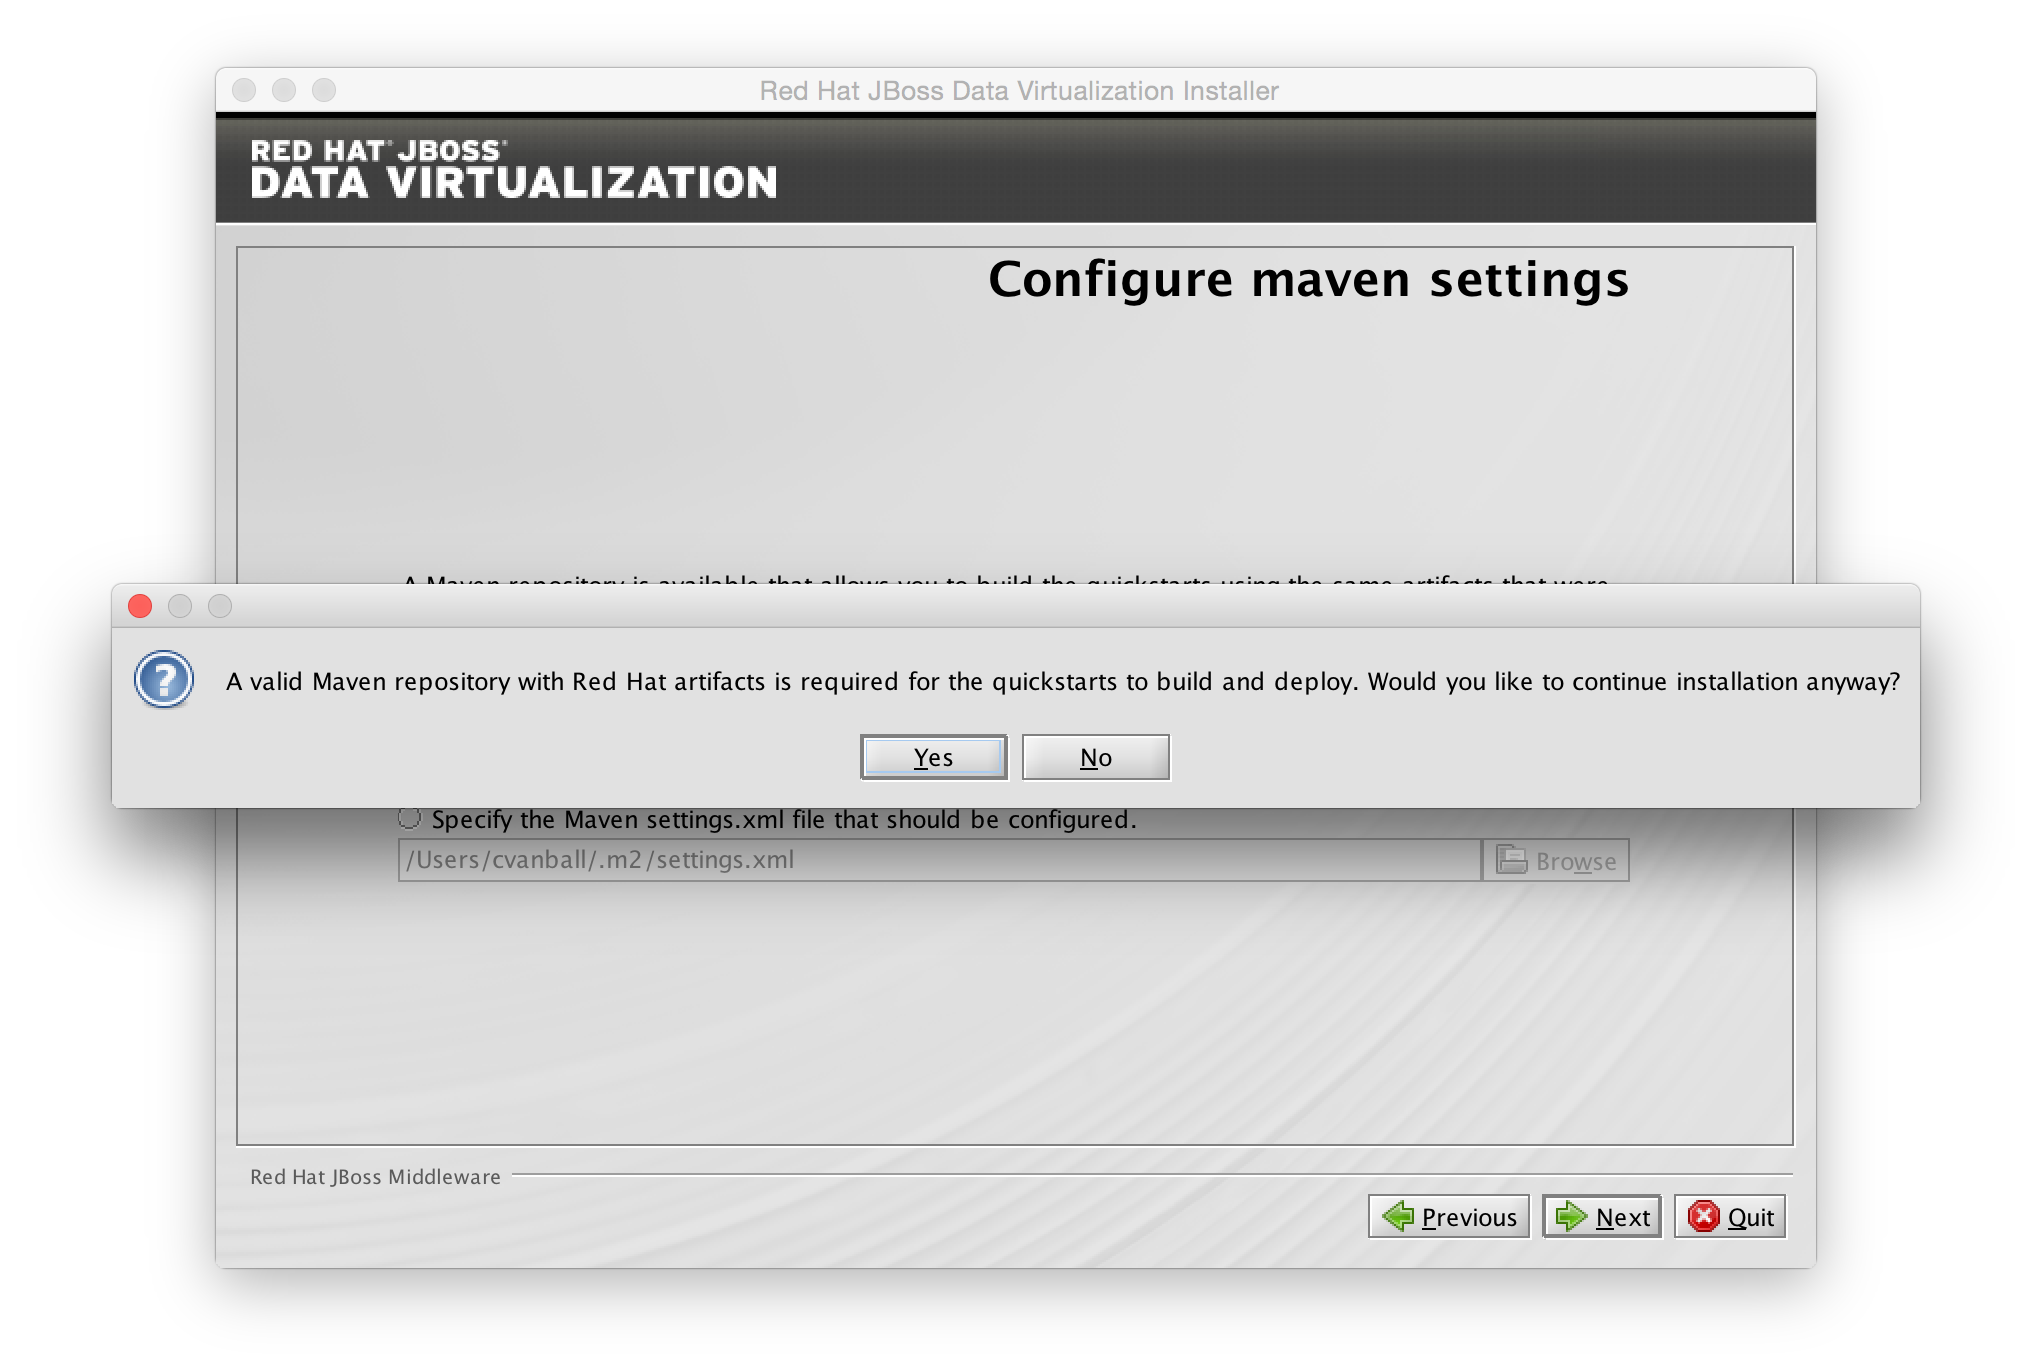 Red Hat JBoss Data Virtualization Installer
RED HAT® JBOSS®
DATA VIRTUALIZATION
Configure maven settings
A Maven repository is available that allows you to build the quickstarts using the same artifacts that were
A valid Maven repository with Red Hat artifacts is required for the quickstarts to build and deploy. Would you like to continue installation anyway?
Yes
No
Specify the Maven settings.xml file that should be configured.
/Users/cvanball/.m2/settings.xml
Browse
Red Hat JBoss Middleware
Previous
Next
Quit